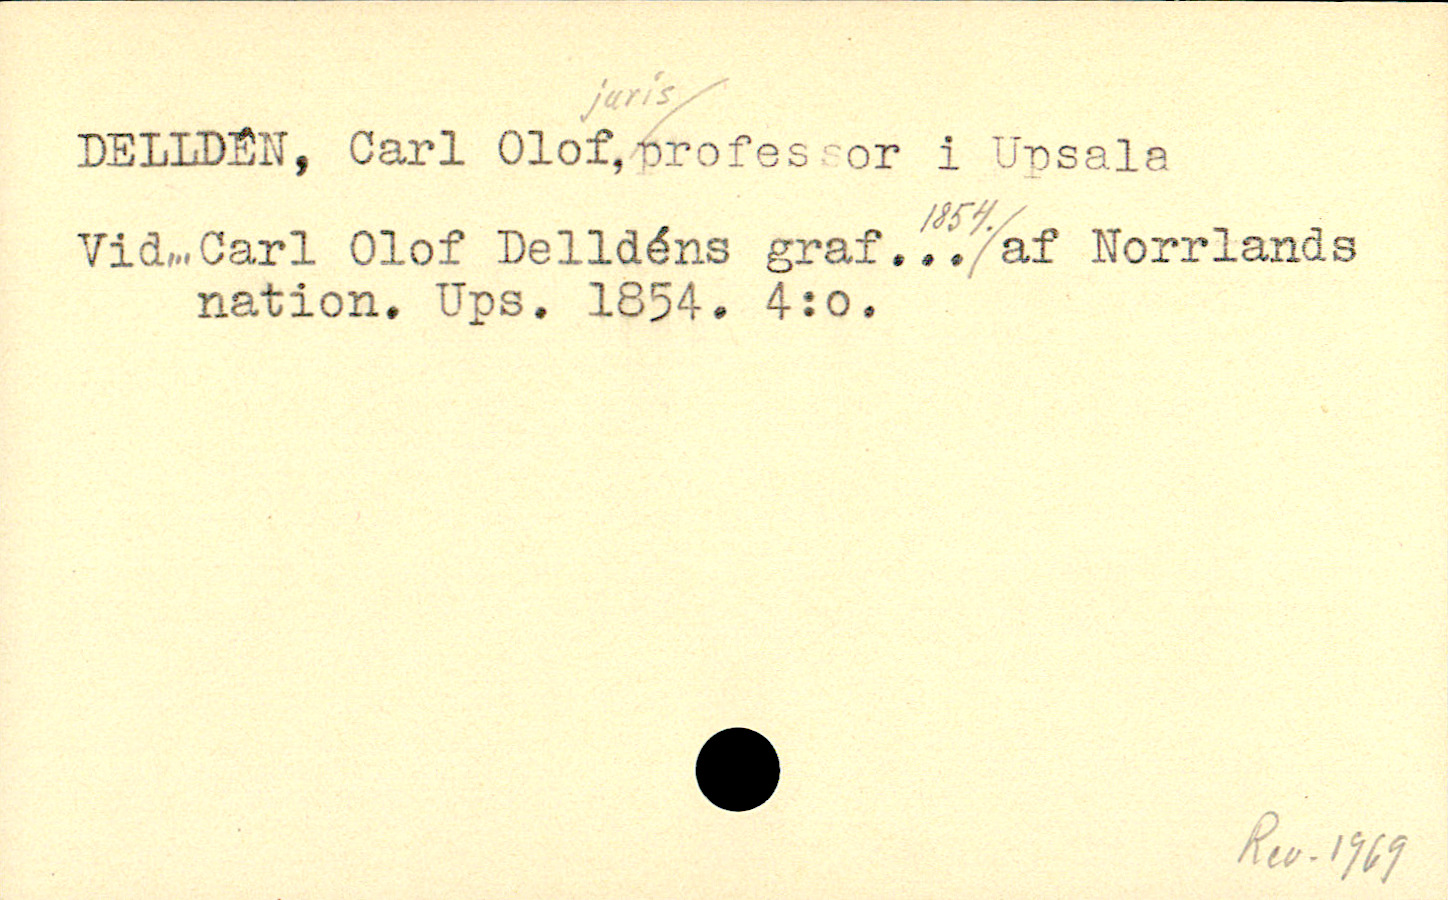 juris
DELLDÉN, Carl Olof, professor i Upsala
1854.
Vid... Carl Olof Delldéns graf... af Norrlands
nation. Ups. 1854. 4:o.
Rev. 1969